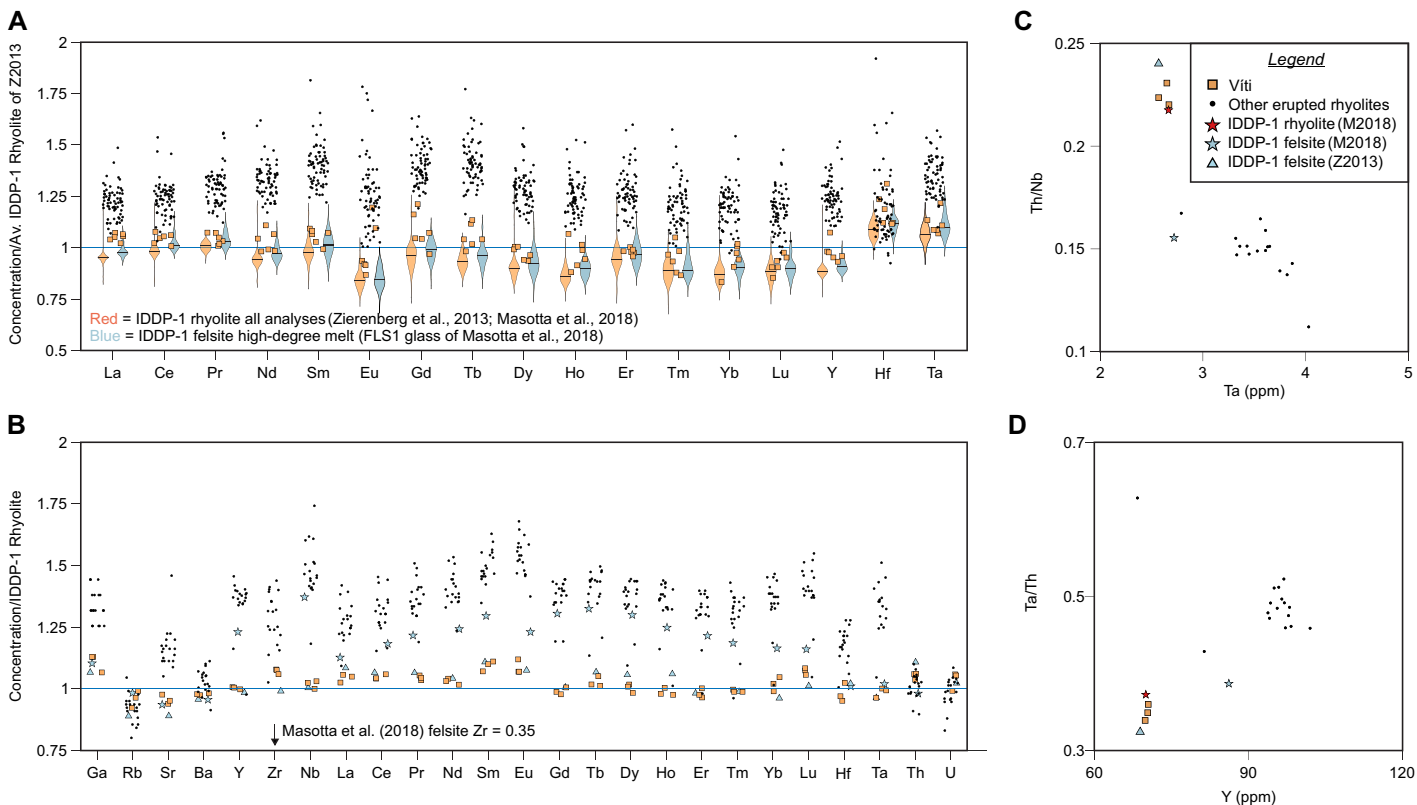 A
Concentration/Av. IDDP-1 Rhyolite of Z2013
2
1.75
1.5
1.25
1
0.75
0.5
Red = IDDP-1 rhyolite all analyses (Zierenberg et al., 2013; Masotta et al., 2018)
Blue = IDDP-1 felsite high-degree melt (FLS1 glass of Masotta et al., 2018)
La Ce Pr Nd Sm Eu Gd Tb Dy Ho Er Tm Yb Lu Y Hf Ta
B
Concentration/IDDP-1 Rhyolite
2
1.75
1.5
1.25
1
0.75
Masotta et al. (2018) felsite Zr = 0.35
Ga Rb Sr Ba Y Zr Nb La Ce Pr Nd Sm Eu Gd Tb Dy Ho Er Tm Yb Lu Hf Ta Th U
C
Th/Nb
0.25
0.2
0.15
0.1
2 3 4 5
Ta (ppm)
Legend
Víti
Other erupted rhyolites
IDDP-1 rhyolite (M2018)
IDDP-1 felsite (M2018)
IDDP-1 felsite (Z2013)
D
Ta/Th
0.7
0.5
0.3
60 90 120
Y (ppm)